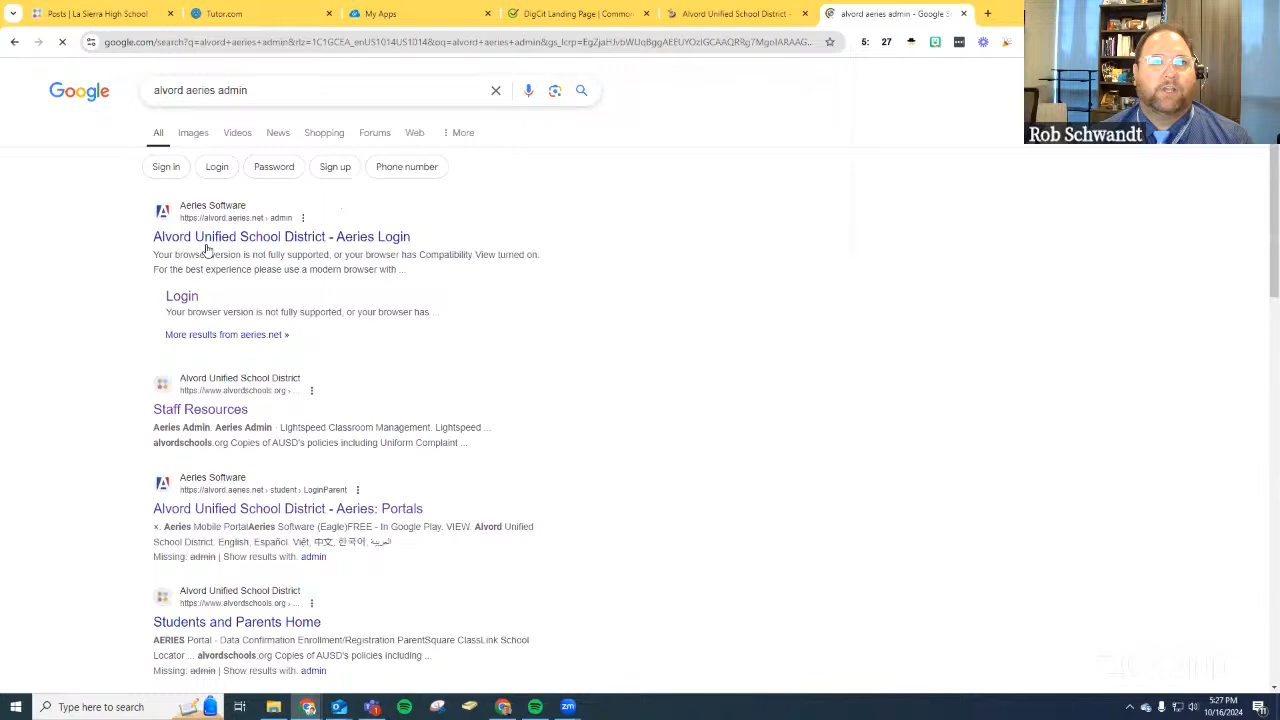 Posts | La Sierra High School
Tutor.com
My Apps
DigCit Landing Page | Common
Alvord Unified School District -
alvord aeries admin - Google S
google.com/search?q=alvord+aeries+admin&rlz=1C1GCEA_enUS1014US
5: 27
Google
alvord aeries admin
All Images Videos News Shopping Forums Web More
Sign in Login Password Sign up Phone number
Aeries Software
https://alvord.aeries.net › admin
Alvord Unified School District - Aeries Login
Your browser version is not fully supported, or your browser has Compatibility View turned on.
For the best experience please use a modern browser with ...
Login
Your browser version is not fully supported, or your browser has ...
More results from aeries.net »
Alvord Unified School District
https://www.alvordschools.org › ...
Staff Resources
Aeries Admin. Aeries Admin · Lightspeed Classroom Management. Lightspeed ...
alvordschools.org Copies of AUSD's policies including Uniform Complaint ...
Aeries Software
https://alvord.aeries.net › student › LoginParent
Alvord Unified School District - Aeries: Portals
×. Aeries Mobile PortalAeries Software (Eagle)FREE - In Google Play. VIEW. Alvord Unified
School District. English, Español, Việt, 中文, 한국어, العربية
Missing: admin | Show results with: admin
Alvord Unified School District
https://www.alvordschools.org › ...
Students and Parents Home
AERIES Portal - Data Confirmation Enrollment/Registration ParentSquare ClassLink School
Locator ... alvordschools.org Copies of AUSD's policies including ...
Missing: admin | Show results with: admin
Rob Schwandt
Type here to search
zm
5:27 PM
10/16/2024